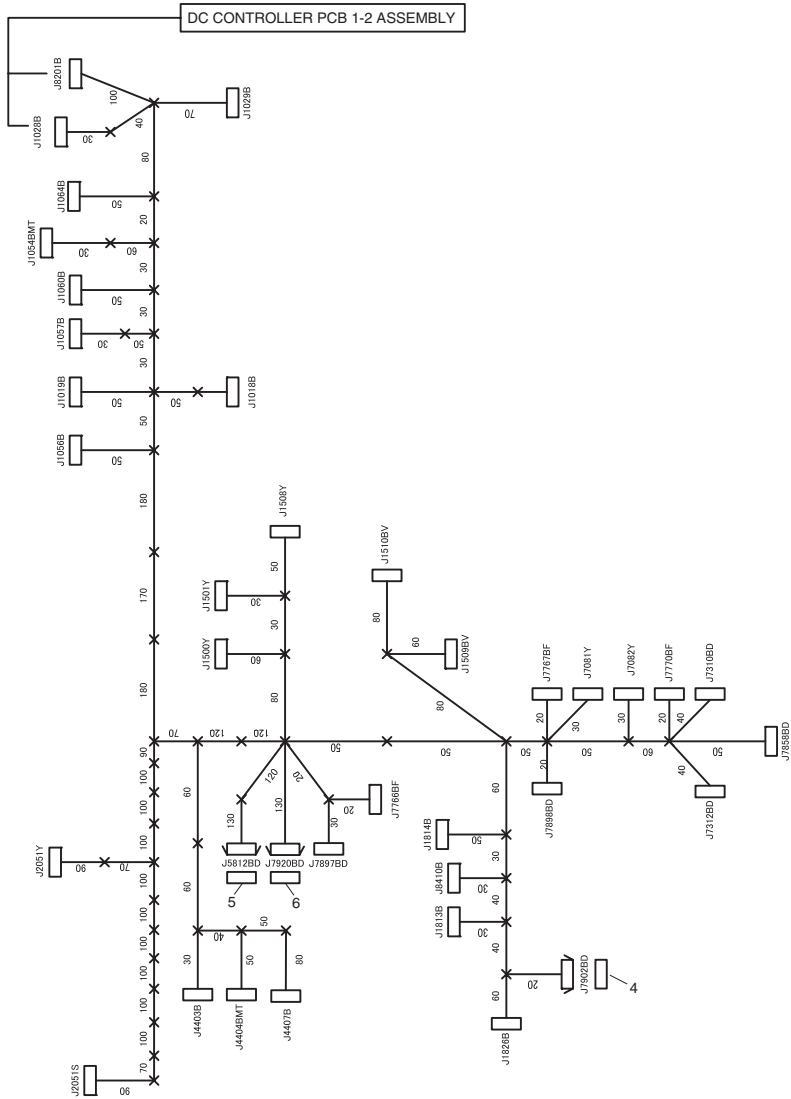 DC CONTROLLER PCB 1-2 ASSEMBLY
J8201B
100
J1028B
30
40
70
J1029B
80
J1064B
50
20
J1054BMT
30
60
30
J1060B
50
30
J1057B
30
50
30
J1019B
50
50
J1018B
50
J1056B
50
180
J1508Y
50
J1510BV
170
J1501Y
30
30
80
J1500Y
60
60
J1509BV
80
80
180
J7767BF
J7081Y
J7082Y
J7770BF
J7310BD
20
30
30
20
40
70
120
120
50
50
50
50
60
50
J7858BD
90
100
100
100
60
120
130
20
130
30
20
J7766BF
60
20
J7898BD
40
J7312BD
J2051Y
90
70
J5812BD
J7920BD
J7897BD
5
6
J1814B
50
30
J8410B
30
40
J1813B
30
40
100
100
100
100
100
100
60
40
50
30
50
80
J4403B
J4404BMT
J4407B
60
20
J7902BD
4
J1826B
J2051S
90
70